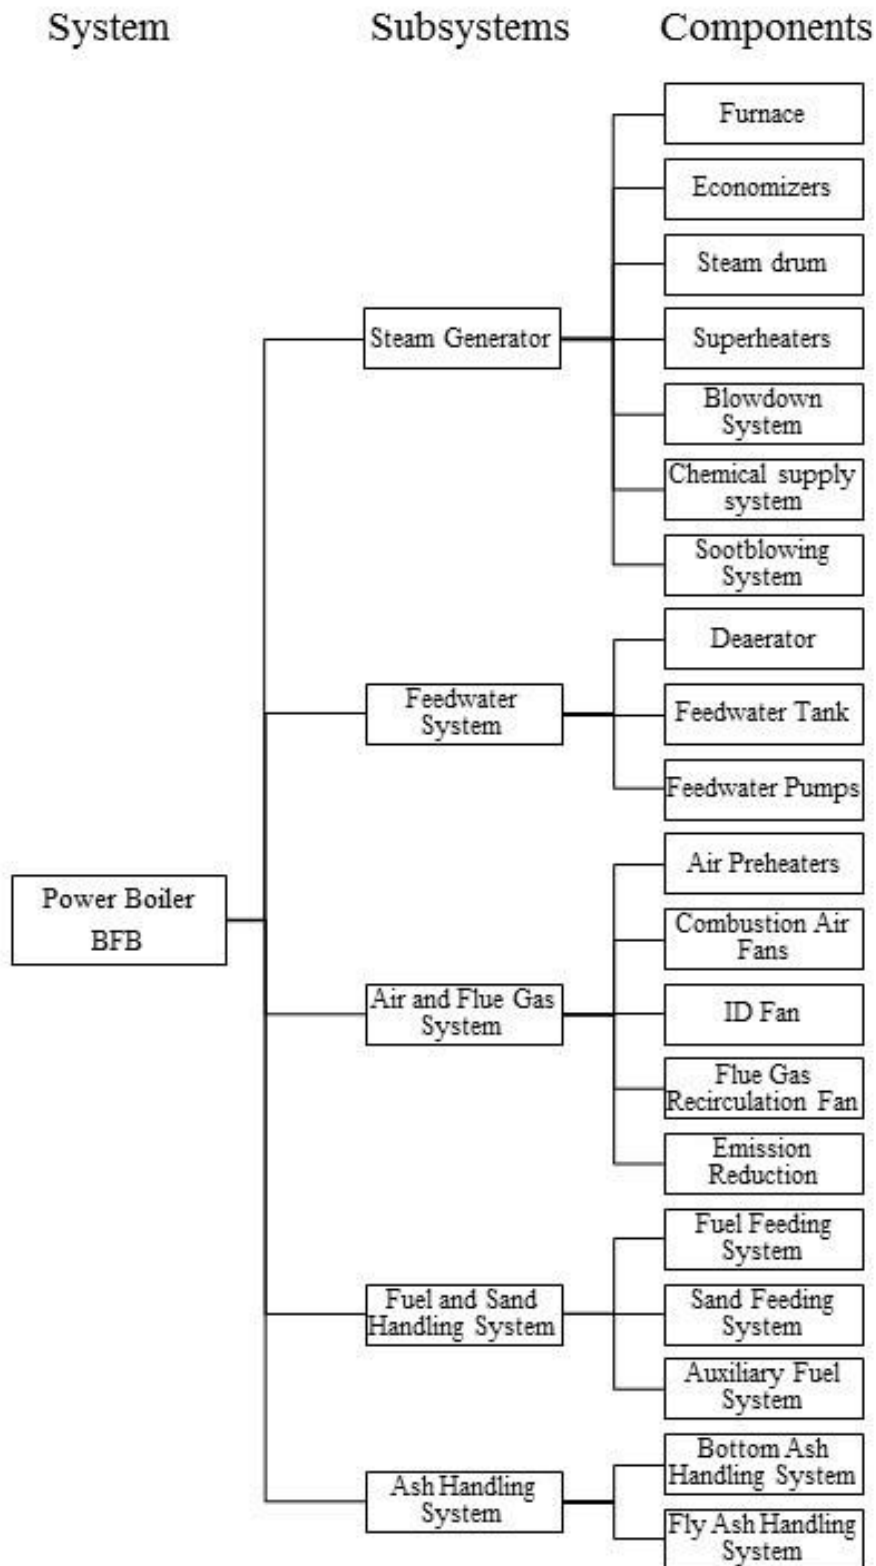 System Subsystems Components
Furnace
Economizers
Steam drum
Steam Generator
Superheaters
Blowdown
System
Chemical supply
system
Sootblowing
System
Deaerator
Feedwater
System
Feedwater Tank
Feedwater Pumps
Power Boiler
BFB
Air Preheaters
Combustion Air
Fans
Air and Flue Gas
System
ID Fan
Flue Gas
Recirculation Fan
Emission
Reduction
Fuel Feeding
System
Fuel and Sand
Handling System
Sand Feeding
System
Auxiliary Fuel
System
Ash Handling
System
Bottom Ash
Handling System
Fly Ash Handling
System